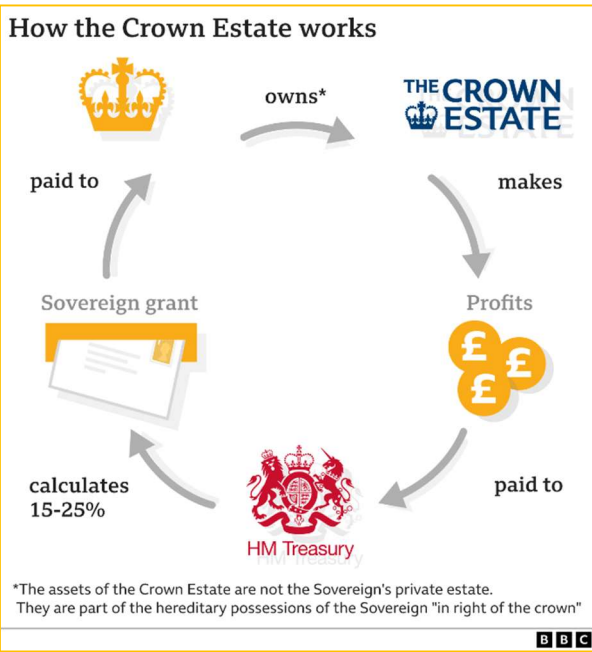 How the Crown Estate works
owns*
THE CROWN
ESTATE
paid to
makes
Sovereign grant
Profits
£
£
£
calculates
15-25%
paid to
HM Treasury
*The assets of the Crown Estate are not the Sovereign's private estate.
They are part of the hereditary possessions of the Sovereign "in right of the crown"
BBC